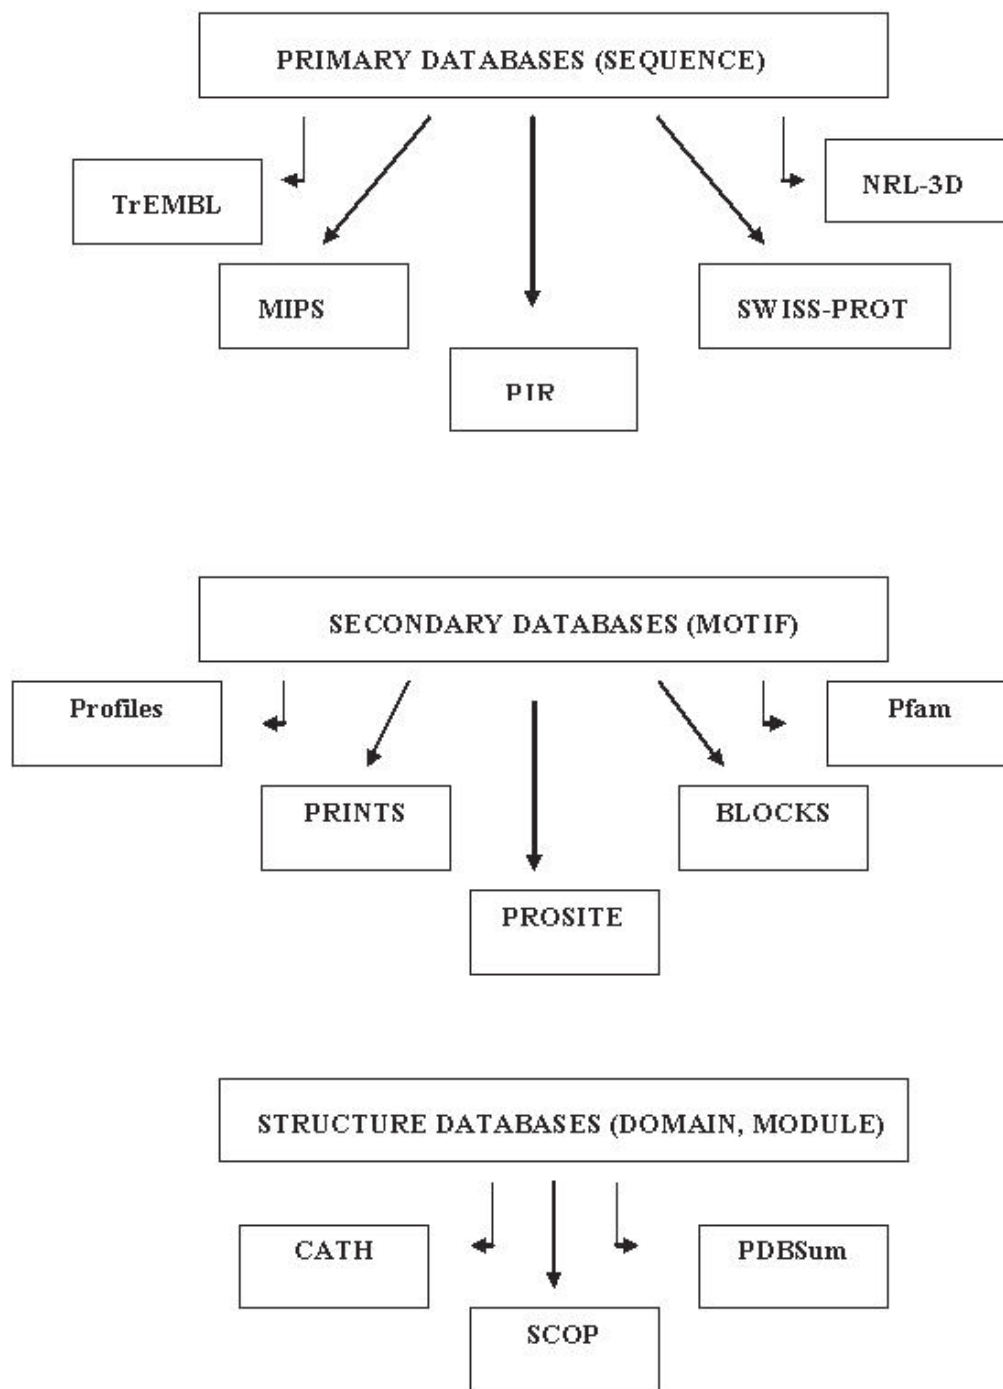 PRIMARY DATABASES (SEQUENCE)
TrEMBL
NRL-3D
MIPS
SWISS-PROT
PIR
SECONDARY DATABASES (MOTIF)
Profiles
Pfam
PRINTS
BLOCKS
PROSITE
STRUCTURE DATABASES (DOMAIN, MODULE)
CATH
PDBSum
SCOP